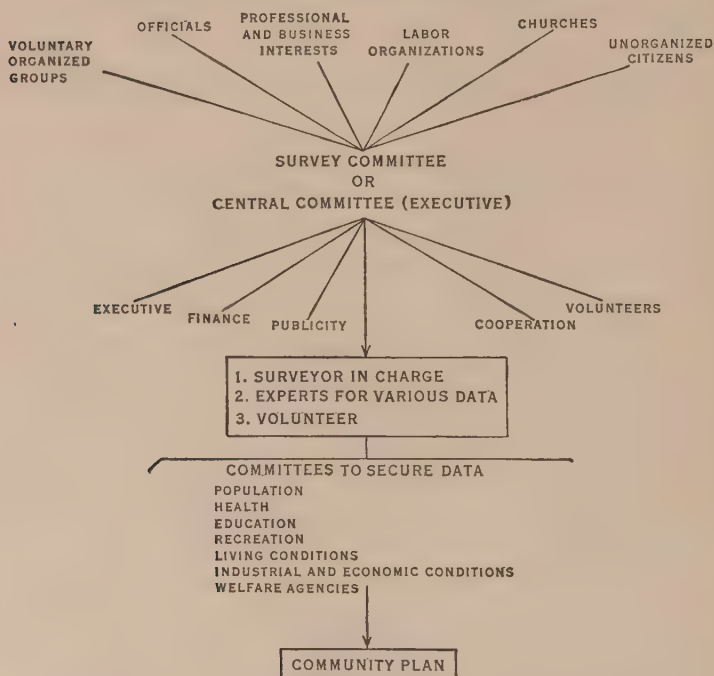 VOLUNTARY
ORGANIZED
GROUPS
OFFICIALS
PROFESSIONAL
AND BUSINESS
INTERESTS
LABOR
ORGANIZATIONS
CHURCHES
UNORGANIZED
CITIZENS
SURVEY COMMITTEE
OR
CENTRAL COMMITTEE (EXECUTIVE)
EXECUTIVE
FINANCE
PUBLICITY
COOPERATION
VOLUNTEERS
1. SURVEYOR IN CHARGE
2. EXPERTS FOR VARIOUS DATA
3. VOLUNTEER
COMMITTEES TO SECURE DATA
POPULATION
HEALTH
EDUCATION
RECREATION
LIVING CONDITIONS
INDUSTRIAL AND ECONOMIC CONDITIONS
WELFARE AGENCIES
COMMUNITY PLAN